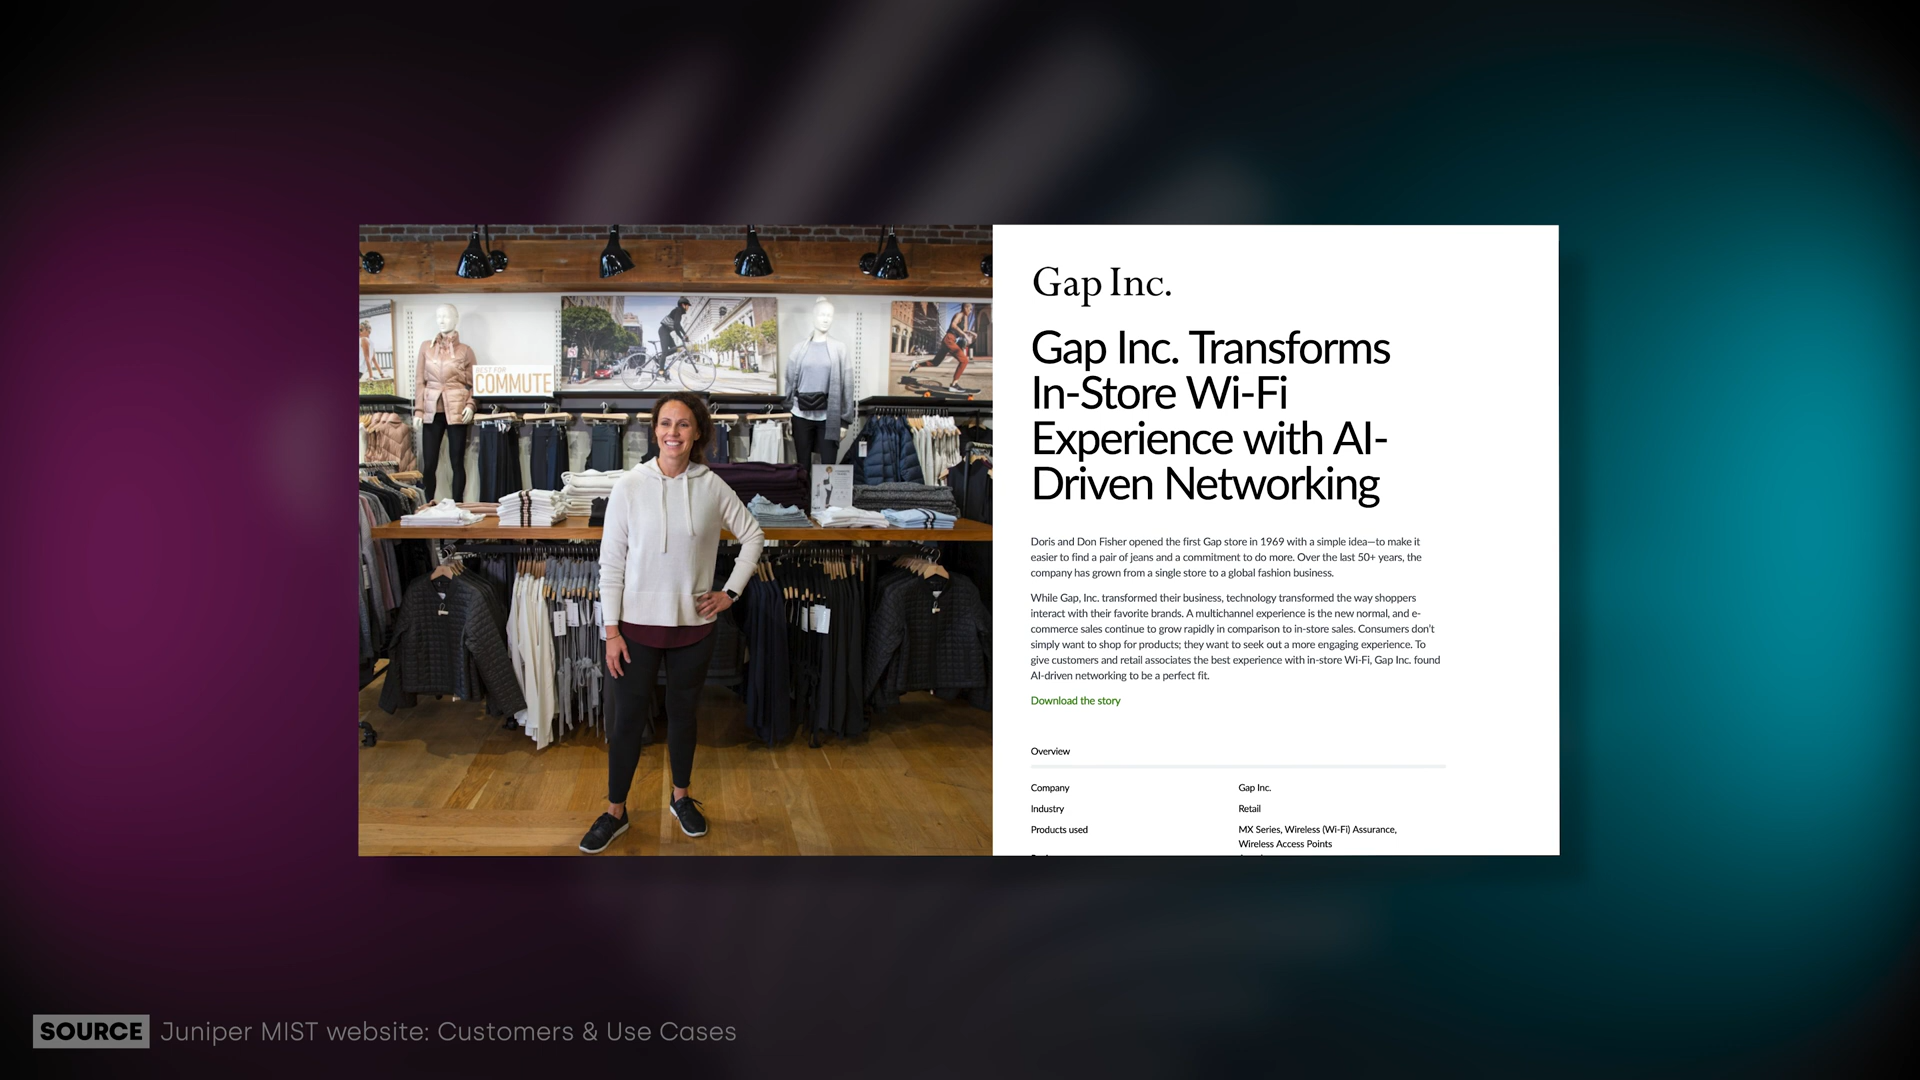 BEST FOR
COMMUTE
Gap Inc.
Gap Inc. Transforms
In-Store Wi-Fi
Experience with AI-
Driven Networking
Doris and Don Fisher opened the first Gap store in 1969 with a simple idea—to make it
easier to find a pair of jeans and a commitment to do more. Over the last 50+ years, the
company has grown from a single store to a global fashion business.
While Gap, Inc. transformed their business, technology transformed the way shoppers
interact with their favorite brands. A multichannel experience is the new normal, and e-
commerce sales continue to grow rapidly in comparison to in-store sales. Consumers don't
simply want to shop for products; they want to seek out a more engaging experience. To
give customers and retail associates the best experience with in-store Wi-Fi, Gap Inc. found
AI-driven networking to be a perfect fit.
Download the story
Overview
Company Gap Inc.
Industry Retail
Products used MX Series, Wireless (Wi-Fi) Assurance,
Wireless Access Points
SOURCE Juniper MIST website: Customers & Use Cases